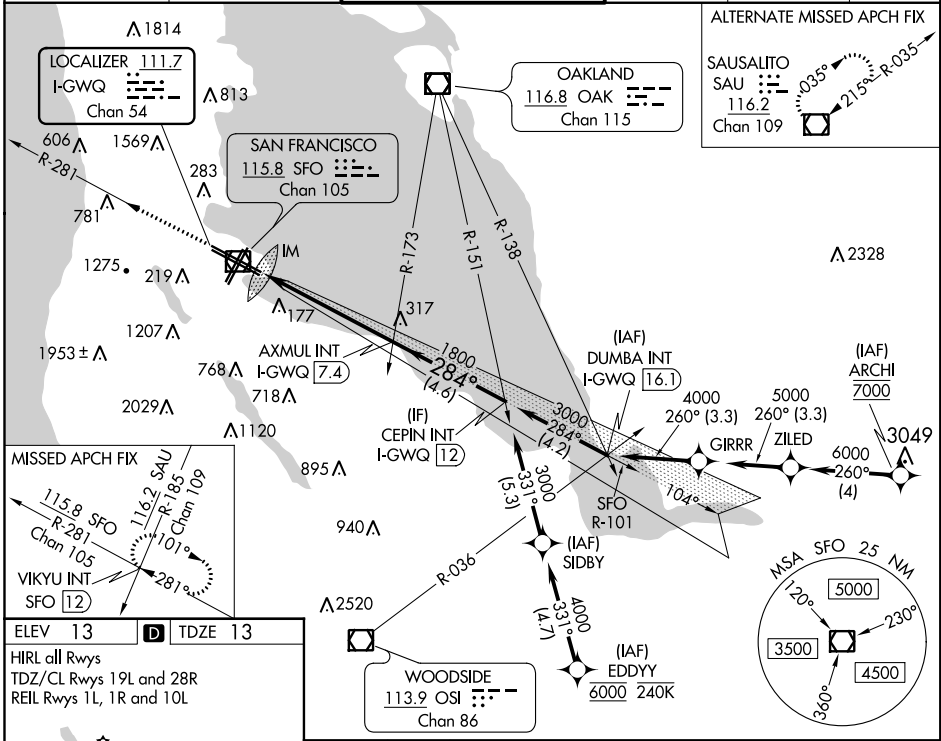 1814
LOCALIZER 111.7
I-GWQ
Chan 54
813
606
1569
R-281
283
781
1275
219
1207
1953 ±
2029
768
718
1120
895
940
2520
177
317
2328
3049
SAN FRANCISCO
115.8 SFO
Chan 105
IM
OAKLAND
116.8 OAK
Chan 115
R-173
R-151
R-138
ALTERNATE MISSED APCH FIX
SAUSALITO
SAU
116.2
Chan 109
035°
215°
R-035
AXMUL INT
I-GWQ 7.4
1800
284°
(4.6)
(IF)
CEPIN INT
I-GWQ 12
3000
284°
(4.2)
(IAF)
DUMBA INT
I-GWQ 16.1
4000
260° (3.3)
GIRRR
5000
260° (3.3)
ZILED
(IAF)
ARCHI
7000
6000
260°
(4)
SFO
R-101
104°
3000
331°
(5.3)
(IAF)
SIDBY
4000
331°
(4.7)
(IAF)
EDDYY
6000 240K
R-036
WOODSIDE
113.9 OSI
Chan 86
MISSED APCH FIX
115.8 SFO
R-281
Chan 105
116.2 SAU
R-185
Chan 109
101°
281°
VIKYU INT
SFO 12
MSA SFO 25 NM
120°
5000
230°
3500
4500
360°
ELEV 13
D
TDZE 13
HIRL all Rwys
TDZ/CL Rwys 19L and 28R
REIL Rwys 1L, 1R and 10L